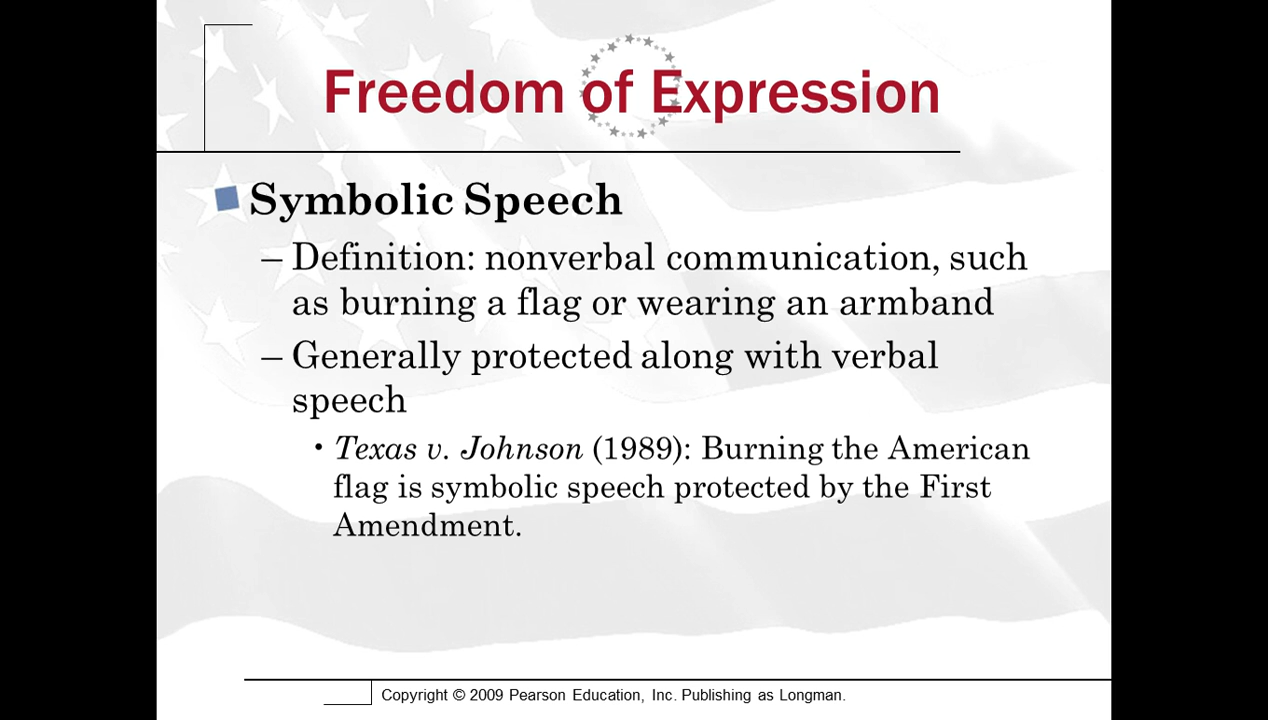 Freedom of Expression
Symbolic Speech
– Definition: nonverbal communication, such
as burning a flag or wearing an armband
– Generally protected along with verbal
speech
• Texas v. Johnson (1989): Burning the American
flag is symbolic speech protected by the First
Amendment.
Copyright © 2009 Pearson Education, Inc. Publishing as Longman.